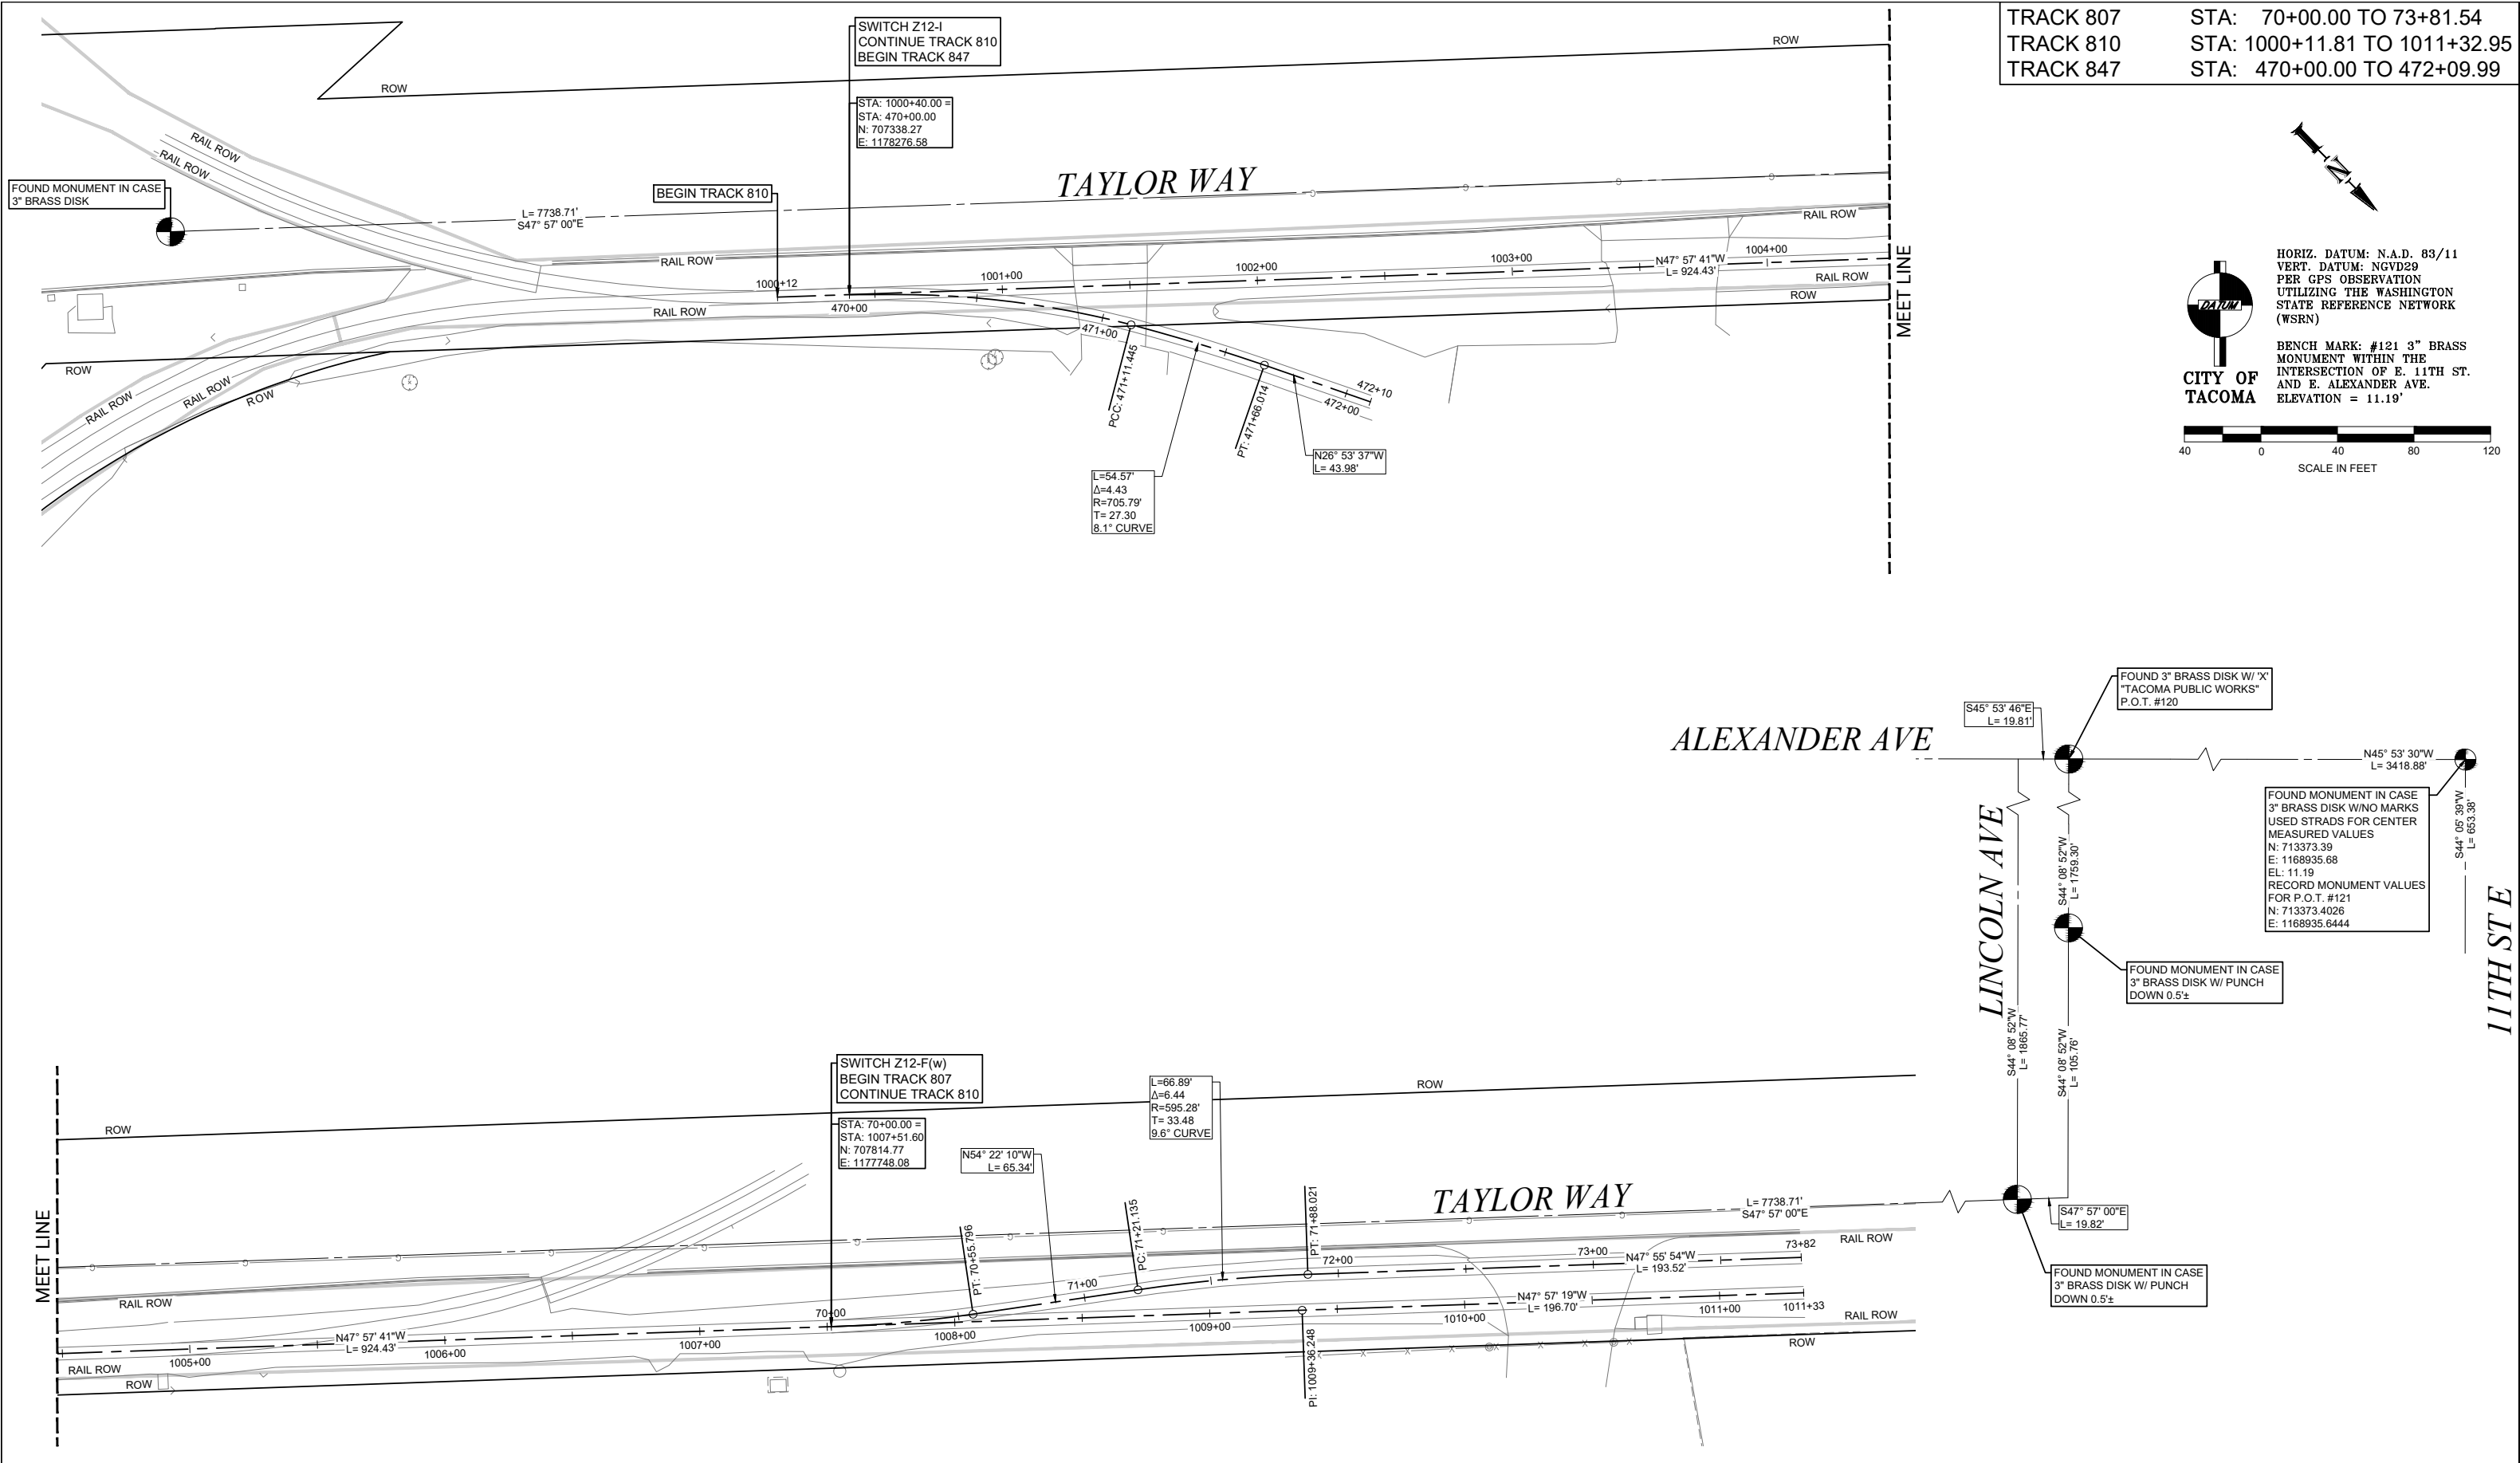 TRACK 807 STA: 70+00.00 TO 73+81.54
TRACK 810 STA: 1000+11.81 TO 1011+32.95
TRACK 847 STA: 470+00.00 TO 472+09.99
SWITCH Z12-I
CONTINUE TRACK 810
BEGIN TRACK 847
ROW
ROW
STA: 1000+40.00 =
STA: 470+00.00
N: 707338.27
E: 1178276.58
RAIL ROW
RAIL ROW
FOUND MONUMENT IN CASE
3" BRASS DISK
BEGIN TRACK 810
TAYLOR WAY
G
G
G
G
L= 7738.71'
S47° 57' 00"E
RAIL ROW
RAIL ROW
1000+12
1001+00
1002+00
1003+00
N47° 57' 41"W
L= 924.43'
1004+00
RAIL ROW
ROW
MEET LINE
RAIL ROW
470+00
471+00
ROW
RAIL ROW
RAIL ROW
ROW
PCC: 471+11.445
PT: 471+66.014
472+10
472+00
N26° 53' 37"W
L= 43.98'
L=54.57'
Δ=4.43
R=705.79'
T= 27.30
8.1° CURVE
N
HORIZ. DATUM: N.A.D. 83/11
VERT. DATUM: NGVD29
PER GPS OBSERVATION
UTILIZING THE WASHINGTON
STATE REFERENCE NETWORK
(WSRN)
DATUM
BENCH MARK: #121 3” BRASS
MONUMENT WITHIN THE
INTERSECTION OF E. 11TH ST.
AND E. ALEXANDER AVE.
ELEVATION = 11.19'
CITY OF
TACOMA
40 0 40 80 120
SCALE IN FEET
FOUND 3" BRASS DISK W/ 'X'
"TACOMA PUBLIC WORKS"
P.O.T. #120
S45° 53' 46"E
L= 19.81'
ALEXANDER AVE
N45° 53' 30"W
L= 3418.88'
FOUND MONUMENT IN CASE
3" BRASS DISK W/NO MARKS
USED STRADS FOR CENTER
MEASURED VALUES
N: 713373.39
E: 1168935.68
EL: 11.19
RECORD MONUMENT VALUES
FOR P.O.T. #121
N: 713373.4026
E: 1168935.6444
S44° 05' 39"W
L= 653.38'
11TH ST E
LINCOLN AVE
S44° 08' 52"W
L= 1759.30'
FOUND MONUMENT IN CASE
3" BRASS DISK W/ PUNCH
DOWN 0.5'±
S44° 08' 52"W
L= 1865.77'
S44° 08' 52"W
L= 105.76'
S47° 57' 00"E
L= 19.82'
FOUND MONUMENT IN CASE
3" BRASS DISK W/ PUNCH
DOWN 0.5'±
SWITCH Z12-F(w)
BEGIN TRACK 807
CONTINUE TRACK 810
STA: 70+00.00 =
STA: 1007+51.60
N: 707814.77
E: 1177748.08
L=66.89'
Δ=6.44
R=595.28'
T= 33.48
9.6° CURVE
ROW
ROW
N54° 22' 10"W
L= 65.34'
PT: 70+55.796
PC: 71+21.135
PT: 71+88.021
TAYLOR WAY
L= 7738.71'
S47° 57' 00"E
G
G
G
G
G
G
G
G
G
G
G
MEET LINE
RAIL ROW
RAIL ROW
70+00
71+00
72+00
73+00
N47° 55' 54"W
L= 193.52'
73+82
N47° 57' 19"W
L= 196.70'
1011+00
1011+33
RAIL ROW
N47° 57' 41"W
L= 924.43'
1005+00
1006+00
1007+00
1008+00
1009+00
1010+00
RAIL ROW
ROW
ROW
X
X
X
X
X
X
X
X
PI: 1009+36.248